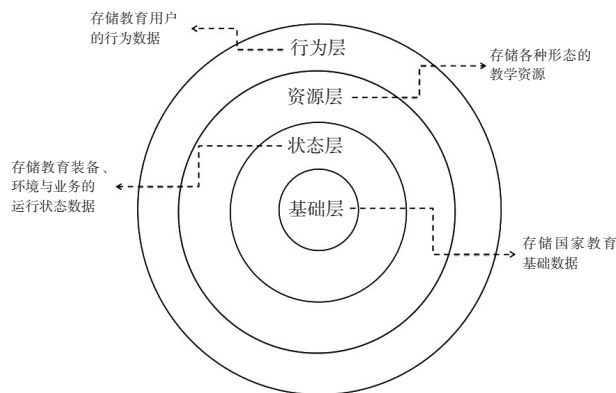 存储教育用户
的行为数据
行为层
存储各种形态的
教学资源
资源层
状态层
存储教育装备、
环境与业务的
运行状态数据
基础层
存储国家教育
基础数据